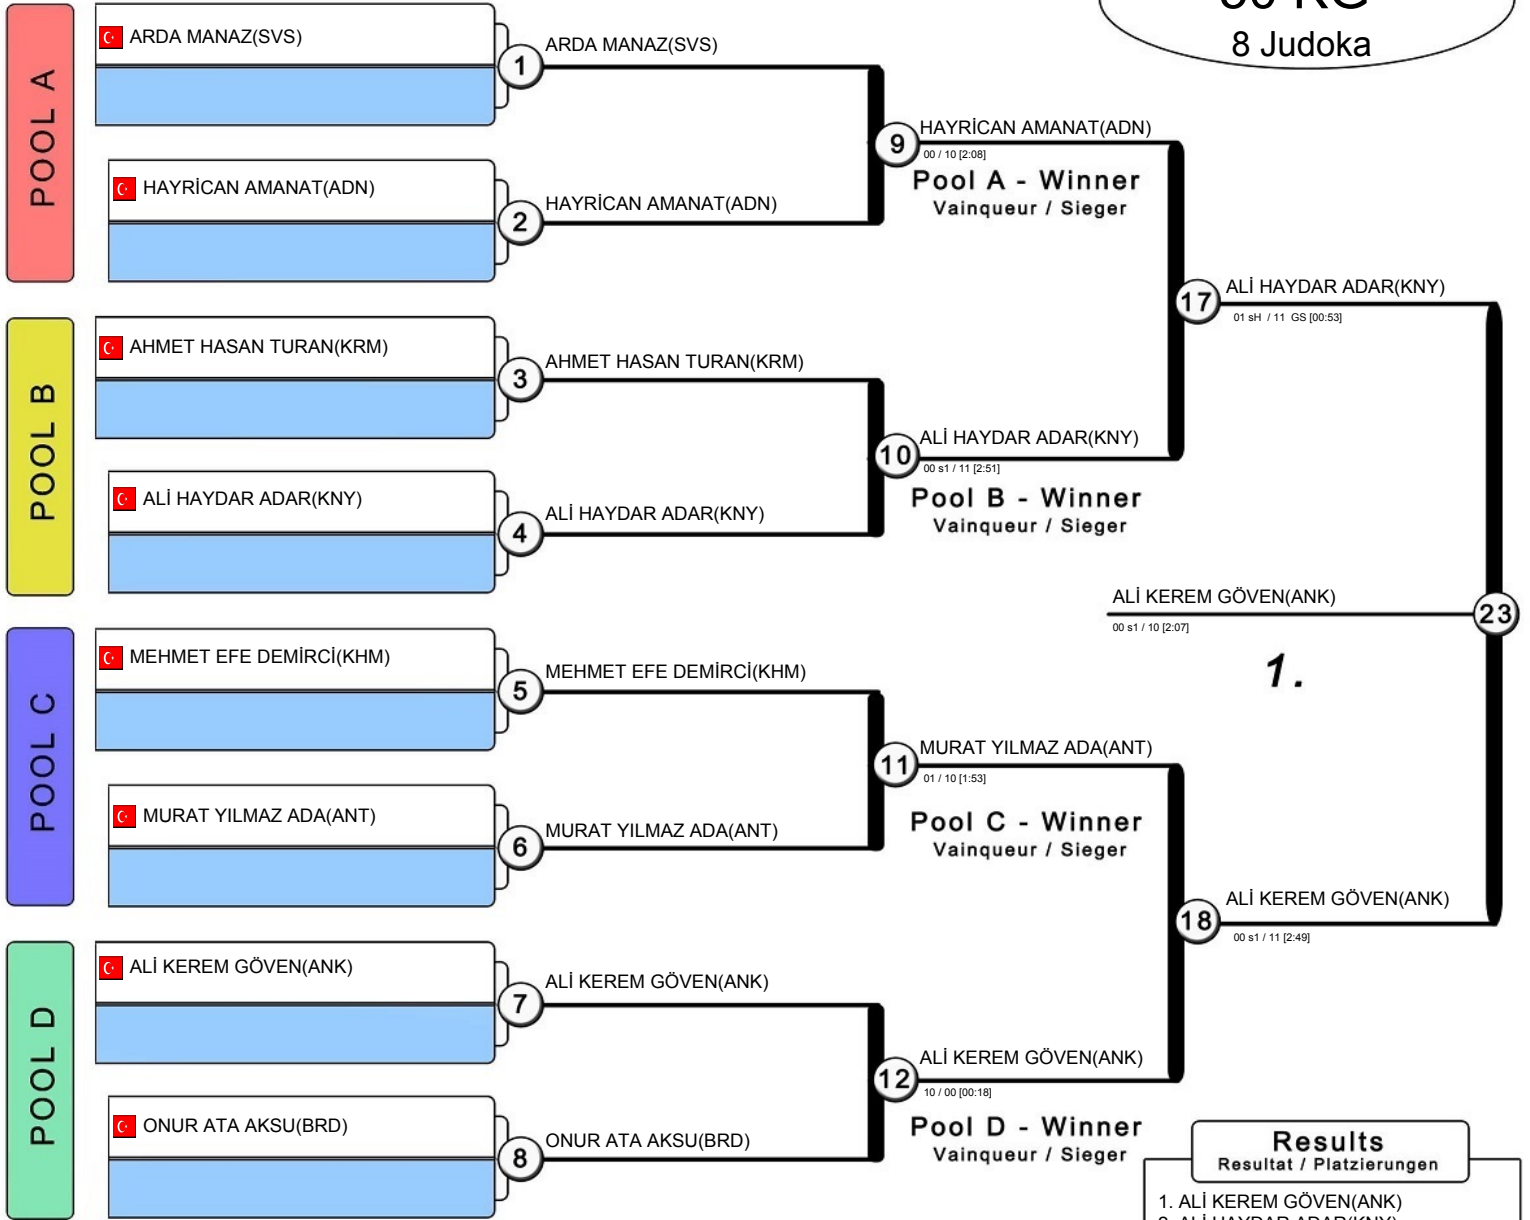 KG
8 Judoka
POOL A
ARDA MANAZ(SVS)
1
ARDA MANAZ(SVS)
HAYRİCAN AMANAT(ADN)
2
HAYRİCAN AMANAT(ADN)
9
HAYRİCAN AMANAT(ADN)
00 / 10 [2:08]
Pool A - Winner
Vainqueur / Sieger
POOL B
AHMET HASAN TURAN(KRM)
3
AHMET HASAN TURAN(KRM)
ALİ HAYDAR ADAR(KNY)
4
ALİ HAYDAR ADAR(KNY)
10
ALİ HAYDAR ADAR(KNY)
00 s1 / 11 [2:51]
Pool B - Winner
Vainqueur / Sieger
17
ALİ HAYDAR ADAR(KNY)
01 sH / 11 GS [00:53]
POOL C
MEHMET EFE DEMİRCİ(KHM)
5
MEHMET EFE DEMİRCİ(KHM)
MURAT YILMAZ ADA(ANT)
6
MURAT YILMAZ ADA(ANT)
11
MURAT YILMAZ ADA(ANT)
01 / 10 [1:53]
Pool C - Winner
Vainqueur / Sieger
POOL D
ALİ KEREM GÖVEN(ANK)
7
ALİ KEREM GÖVEN(ANK)
ONUR ATA AKSU(BRD)
8
ONUR ATA AKSU(BRD)
12
ALİ KEREM GÖVEN(ANK)
10 / 00 [00:18]
Pool D - Winner
Vainqueur / Sieger
18
ALİ KEREM GÖVEN(ANK)
00 s1 / 11 [2:49]
ALİ KEREM GÖVEN(ANK)
23
00 s1 / 10 [2:07]
1.
Results
Resultat / Platzierungen
1. ALİ KEREM GÖVEN(ANK)
2. ALİ HAYDAR ADAR(KNY)